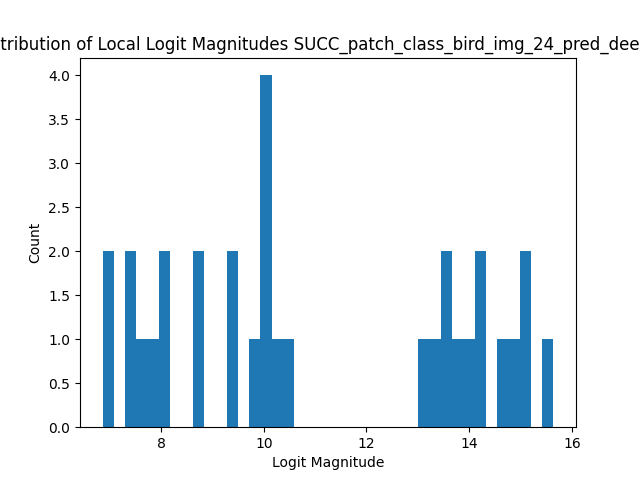 tribution of Local Logit Magnitudes SUCC_patch_class_bird_img_24_pred_dee
4.0
3.5
3.0
2.5
2.0
1.5
1.0
0.5
0.0
Count
8 10 12 14 16
Logit Magnitude